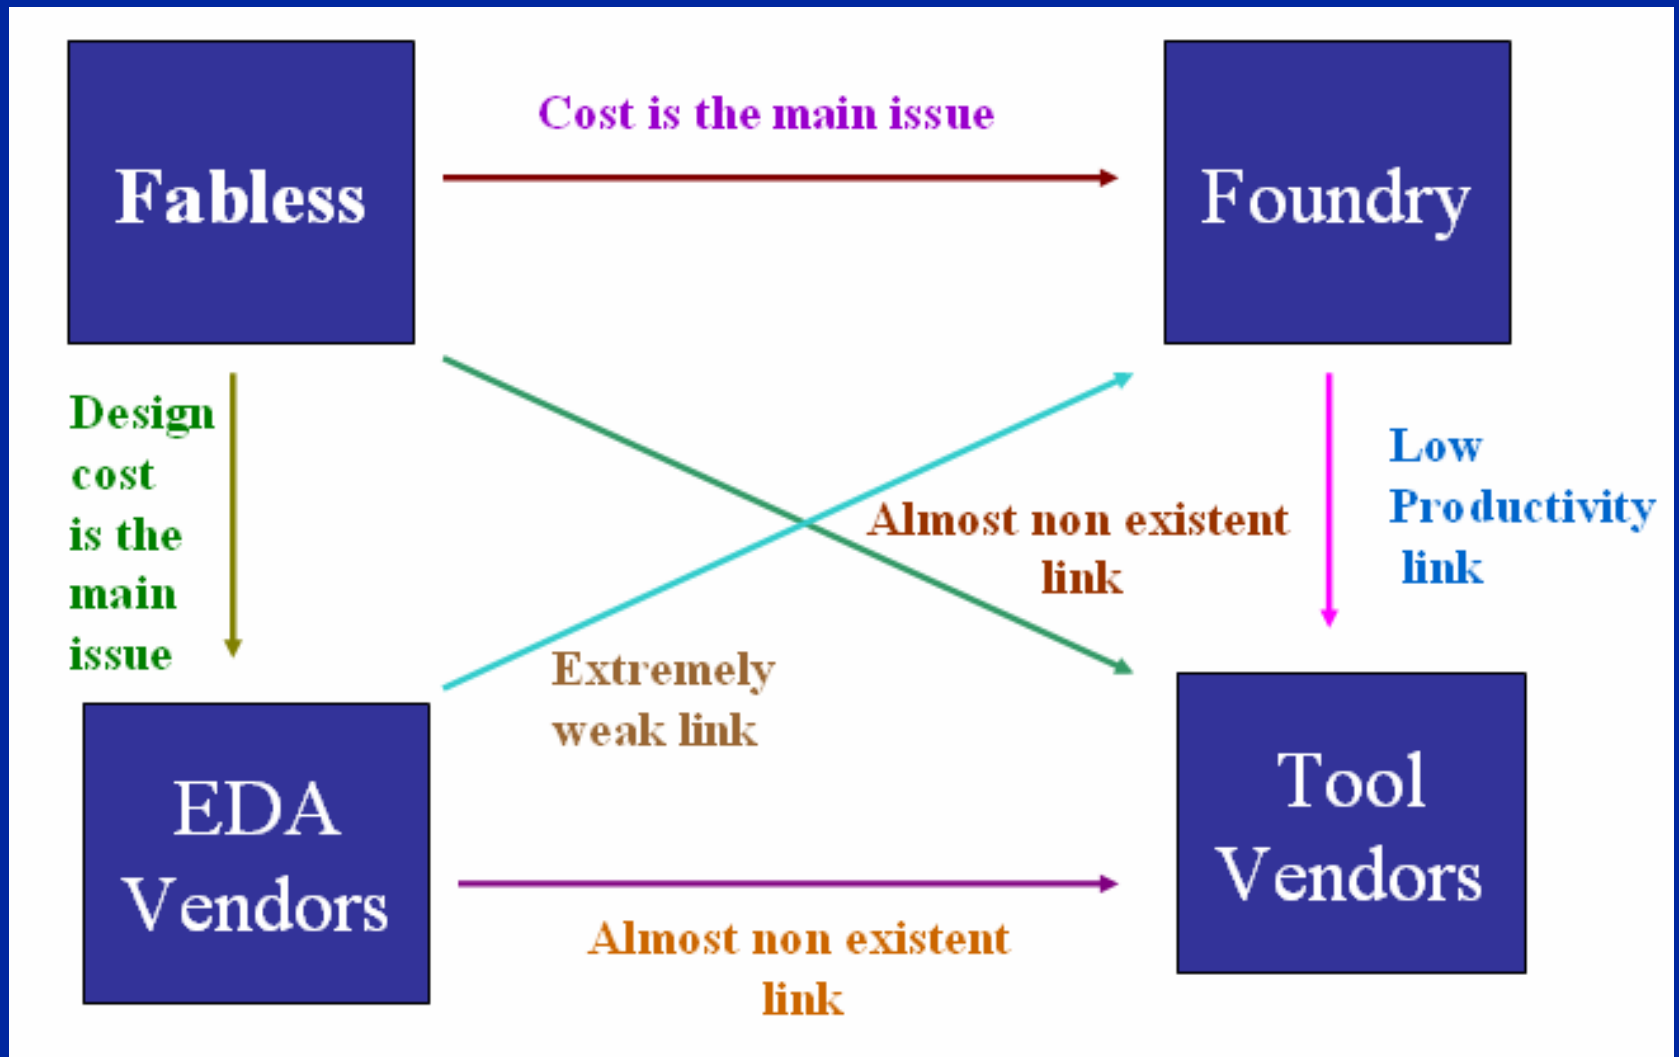 Fabless
Cost is the main issue
Foundry
Design
cost
is the
main
issue
Low
Productivity
link
Almost non existent
link
Extremely
weak link
EDA
Vendors
Tool
Vendors
Almost non existent
link